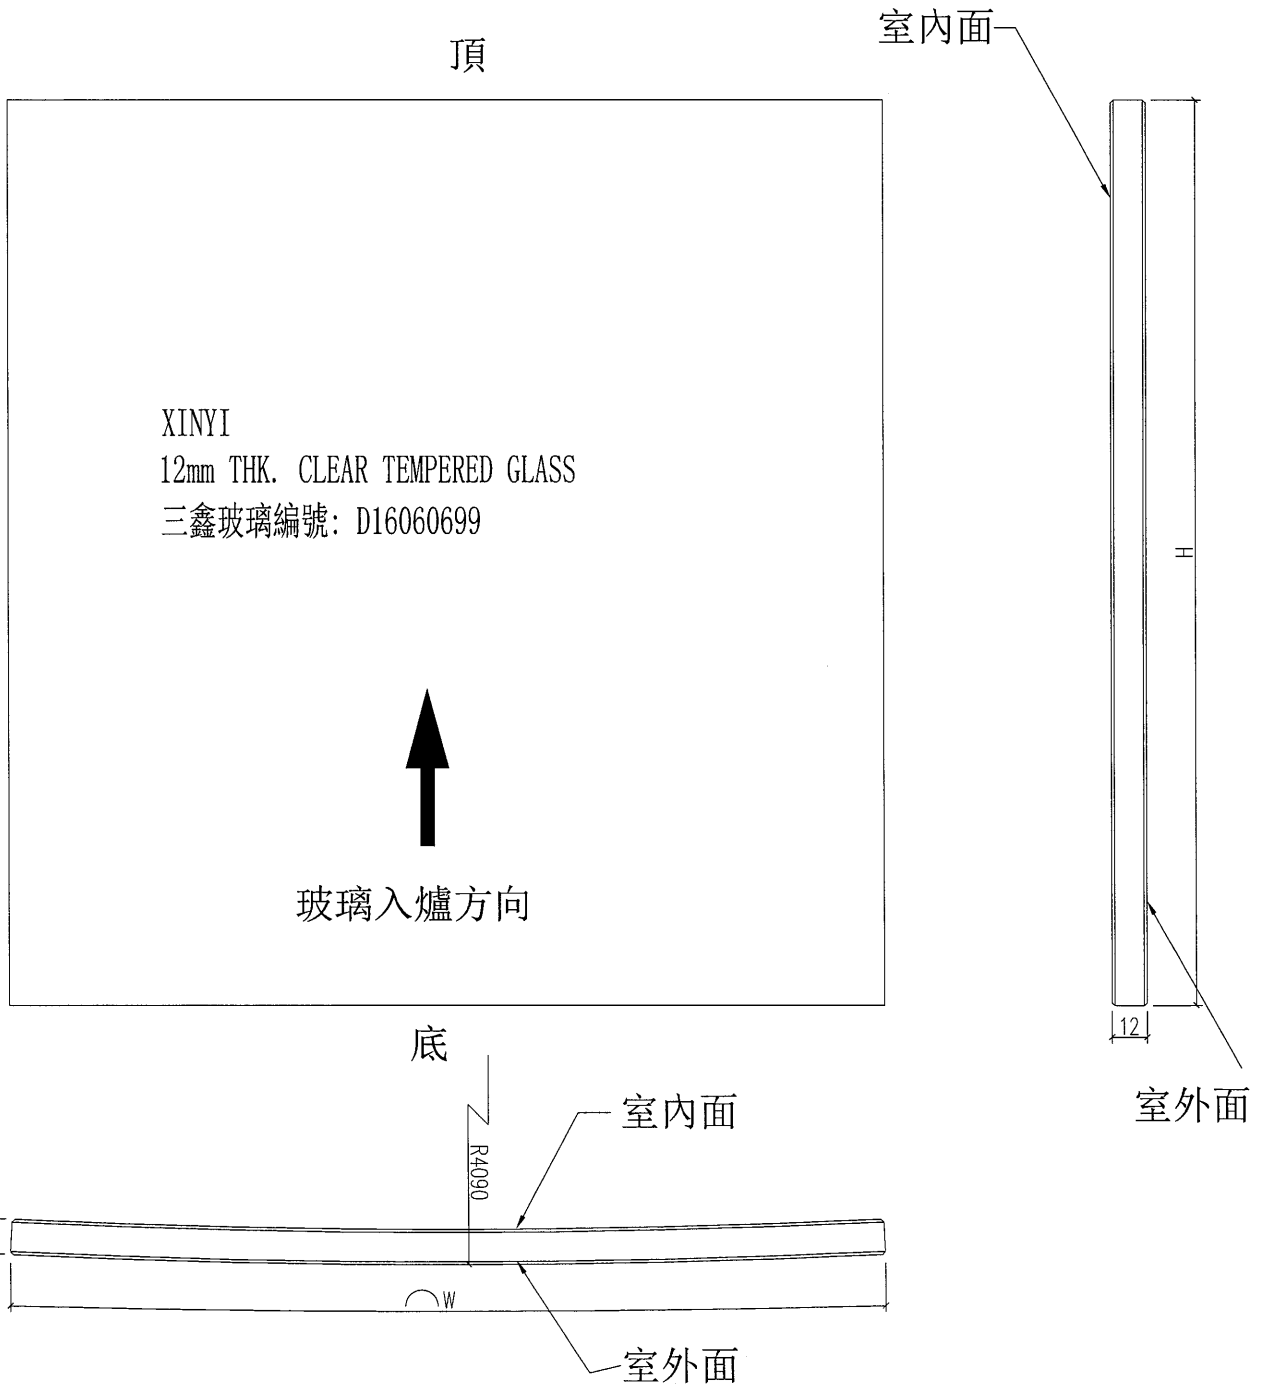 室內面
頂
XINYI
12mm THK. CLEAR TEMPERED GLASS
三鑫玻璃編號: D16060699
H
玻璃入爐方向
12
底
室外面
室內面
R4090
W
室外面